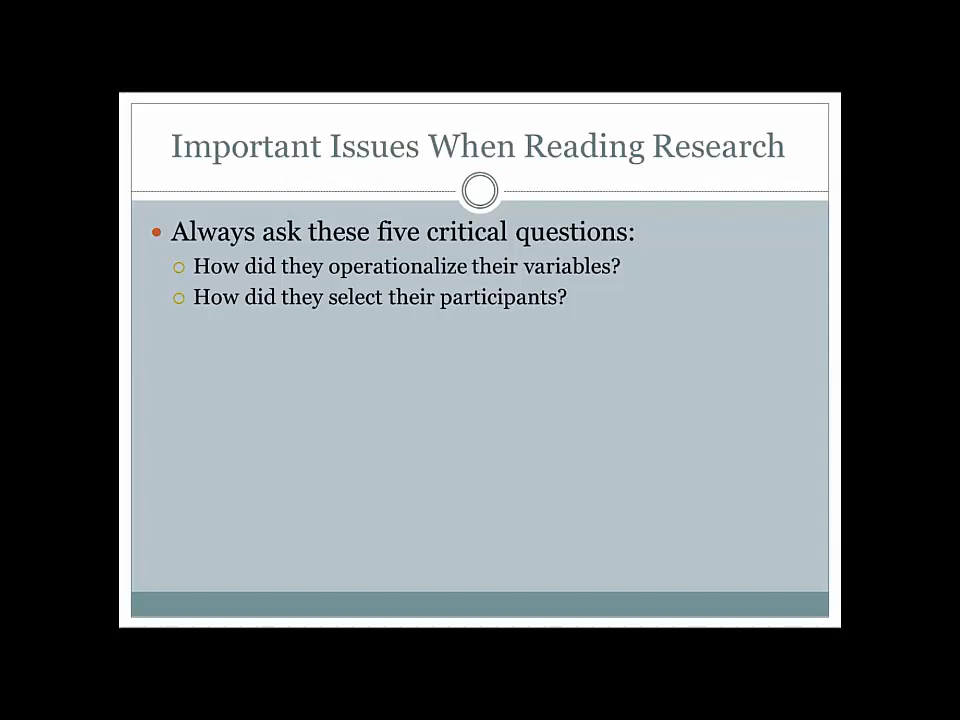 Important Issues When Reading Research
Always ask these five critical questions:
How did they operationalize their variables?
How did they select their participants?